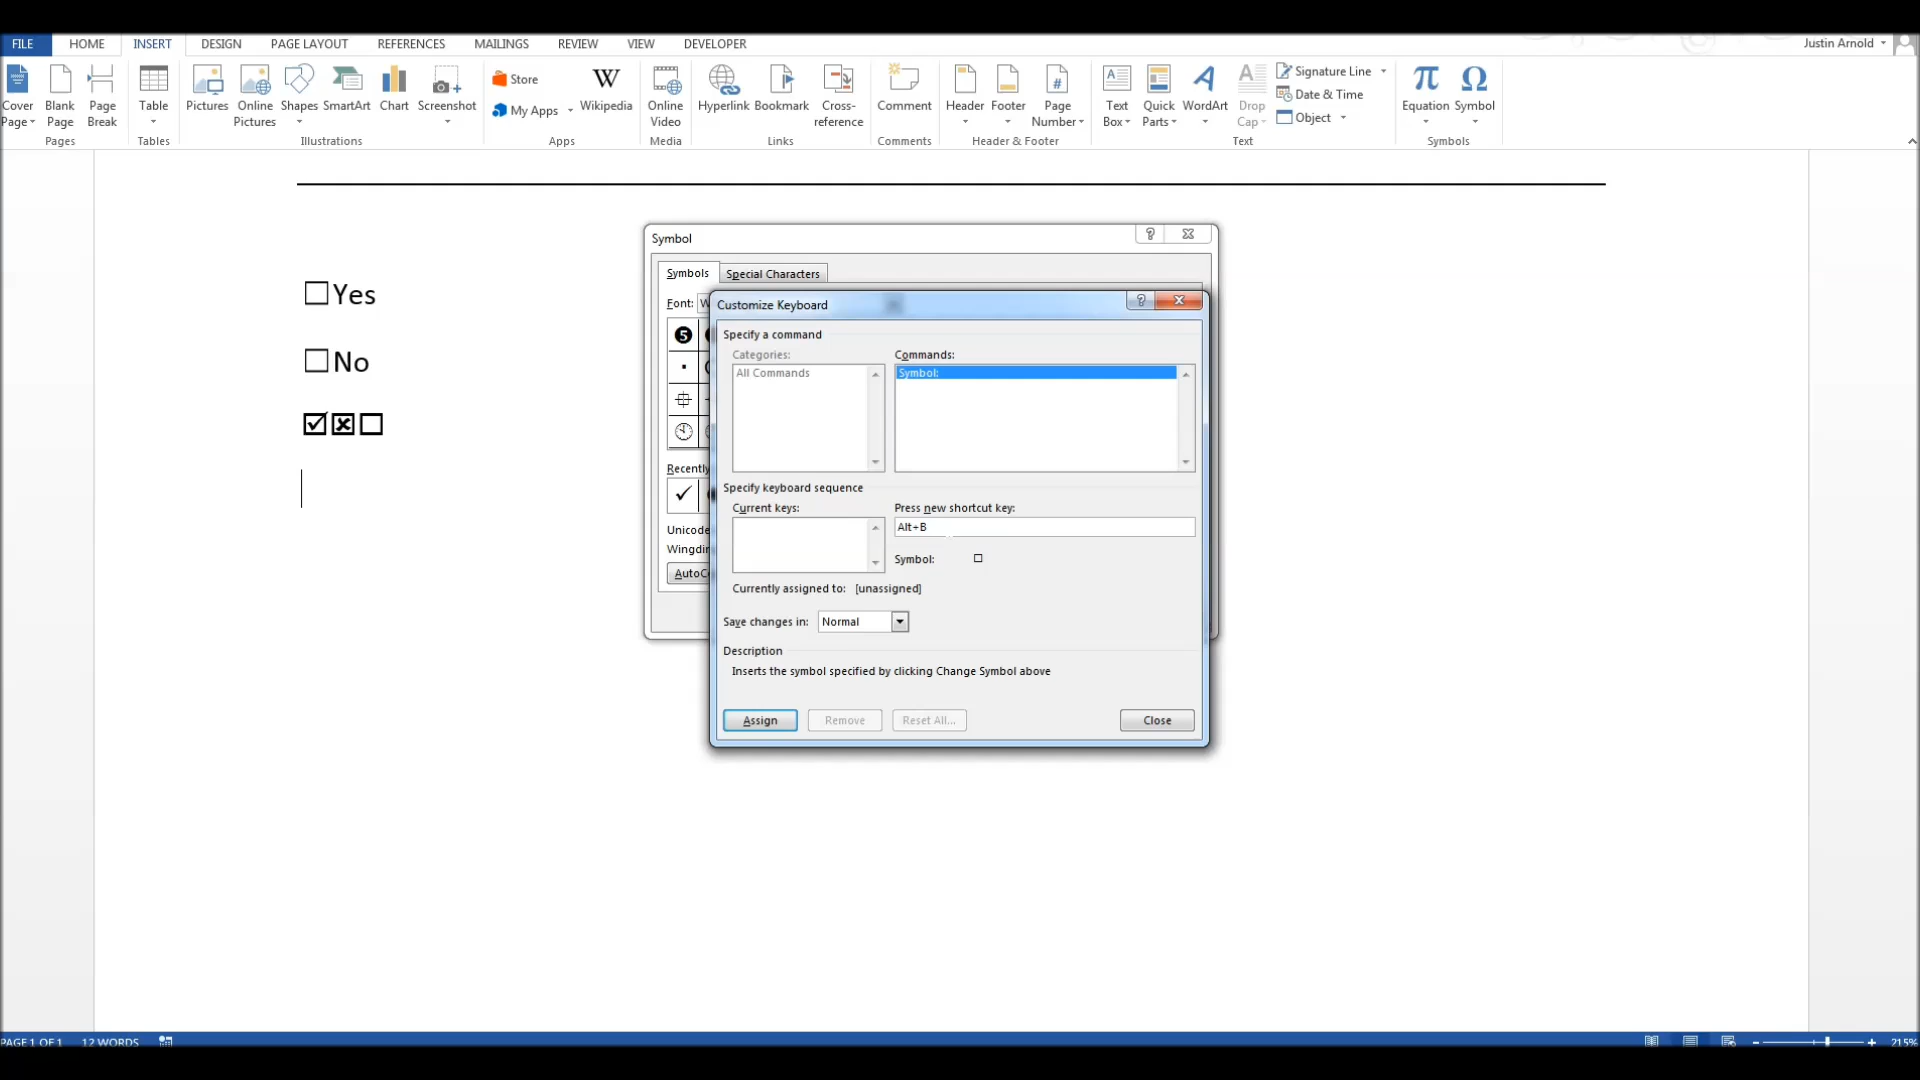 FILE HOME INSERT DESIGN PAGE LAYOUT REFERENCES MAILINGS REVIEW VIEW DEVELOPER Justin Arnold
Cover Page
Blank Page
Page Break
Pages
Table
Tables
Pictures
Online Pictures
Shapes
SmartArt
Chart
Screenshot
Illustrations
Store
My Apps
W
Wikipedia
Apps
Online Video
Media
Hyperlink
Bookmark
Cross-reference
Links
Comment
Comments
Header
Footer
#
Page Number
Header & Footer
A
Text Box
Quick Parts
A
WordArt
A
Drop Cap
Signature Line
Date & Time
Object
Text
π
Equation
Ω
Symbol
Symbols
☐Yes
☐No
☑☒☐
Symbol
?
Symbols Special Characters
Font: W
❺
Recently
✓
Unicode
AutoC
Customize Keyboard
?
Specify a command
Categories: Commands:
All Commands Symbol:
Specify keyboard sequence
Current keys: Press new shortcut key:
Alt+B
Symbol: □
Currently assigned to: [unassigned]
Save changes in: Normal
Description
Inserts the symbol specified by clicking Change Symbol above
Assign Remove Reset All... Close
PAGE 1 OF 1 12 WORDS 215%